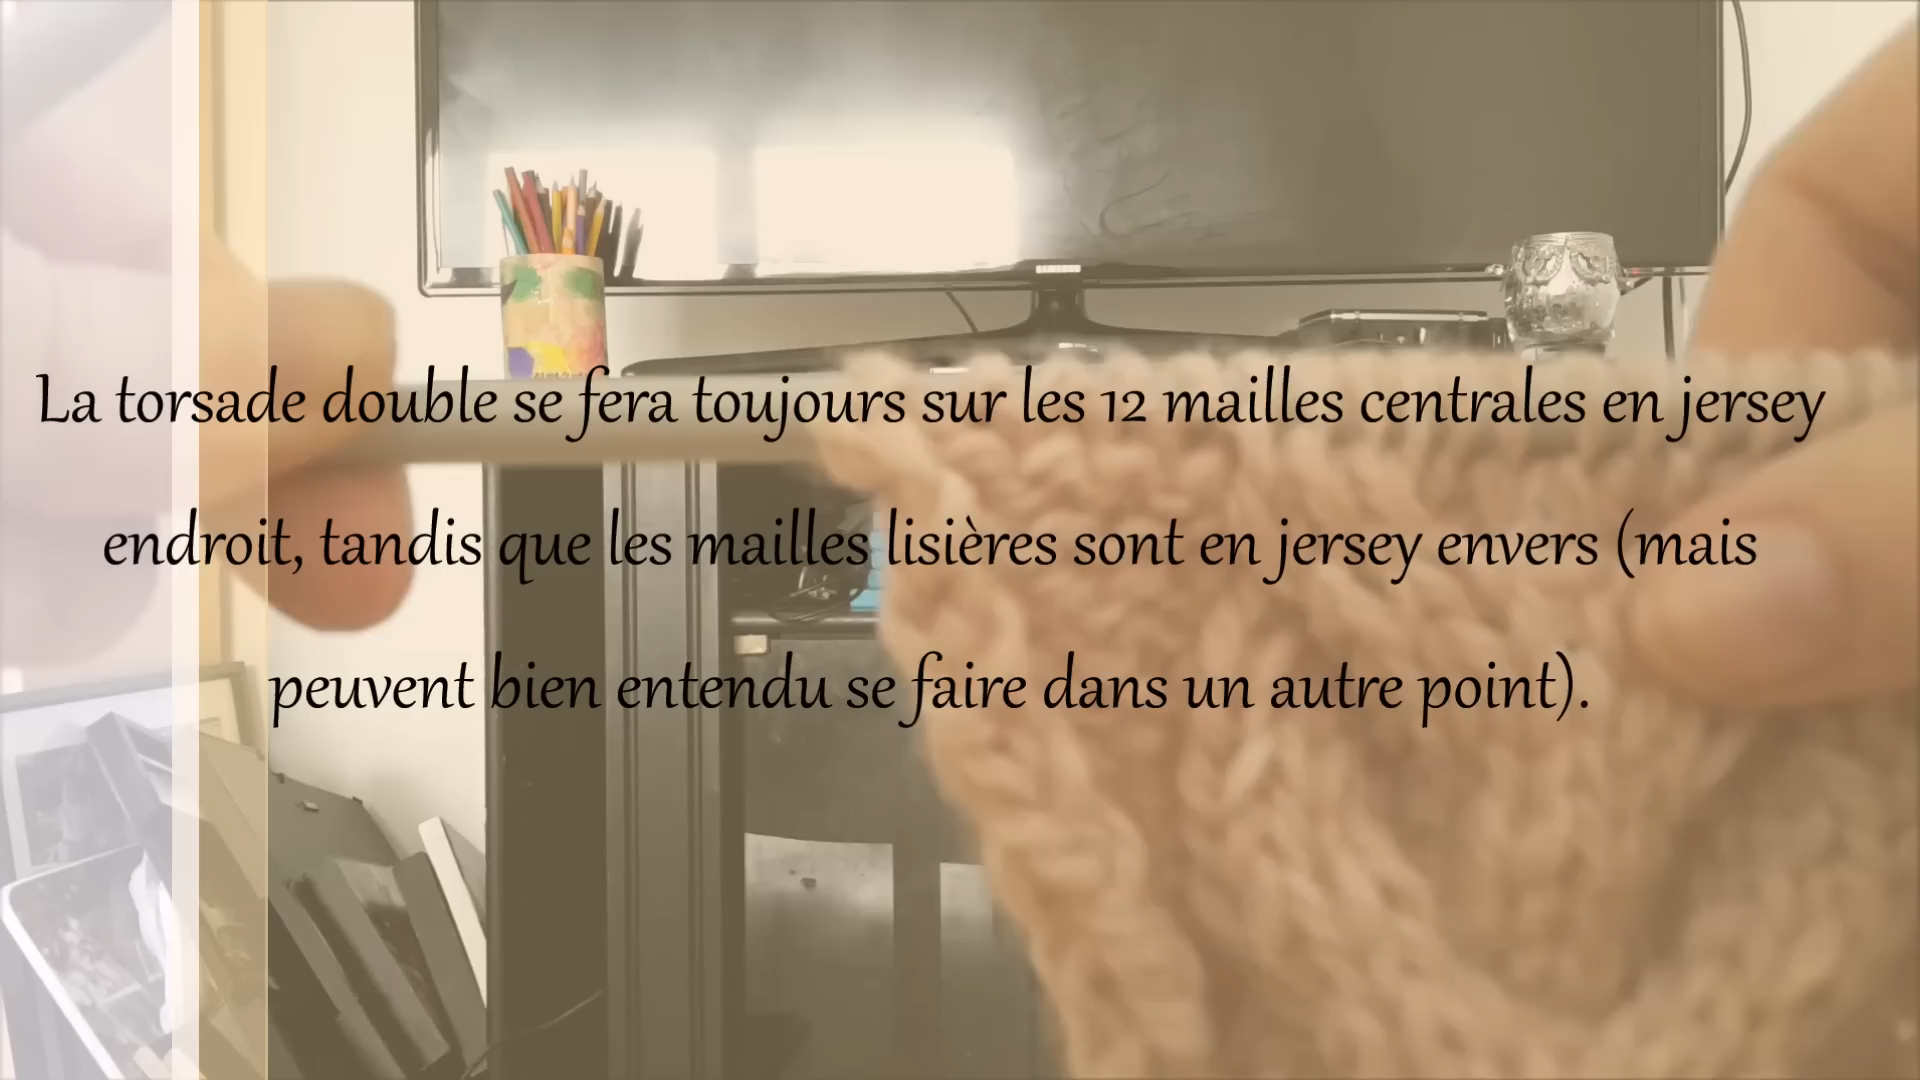 SAMSUNG
La torsade double se fera toujours sur les 12 mailles centrales en jersey
endroit, tandis que les mailles lisières sont en jersey envers (mais
peuvent bien entendu se faire dans un autre point).